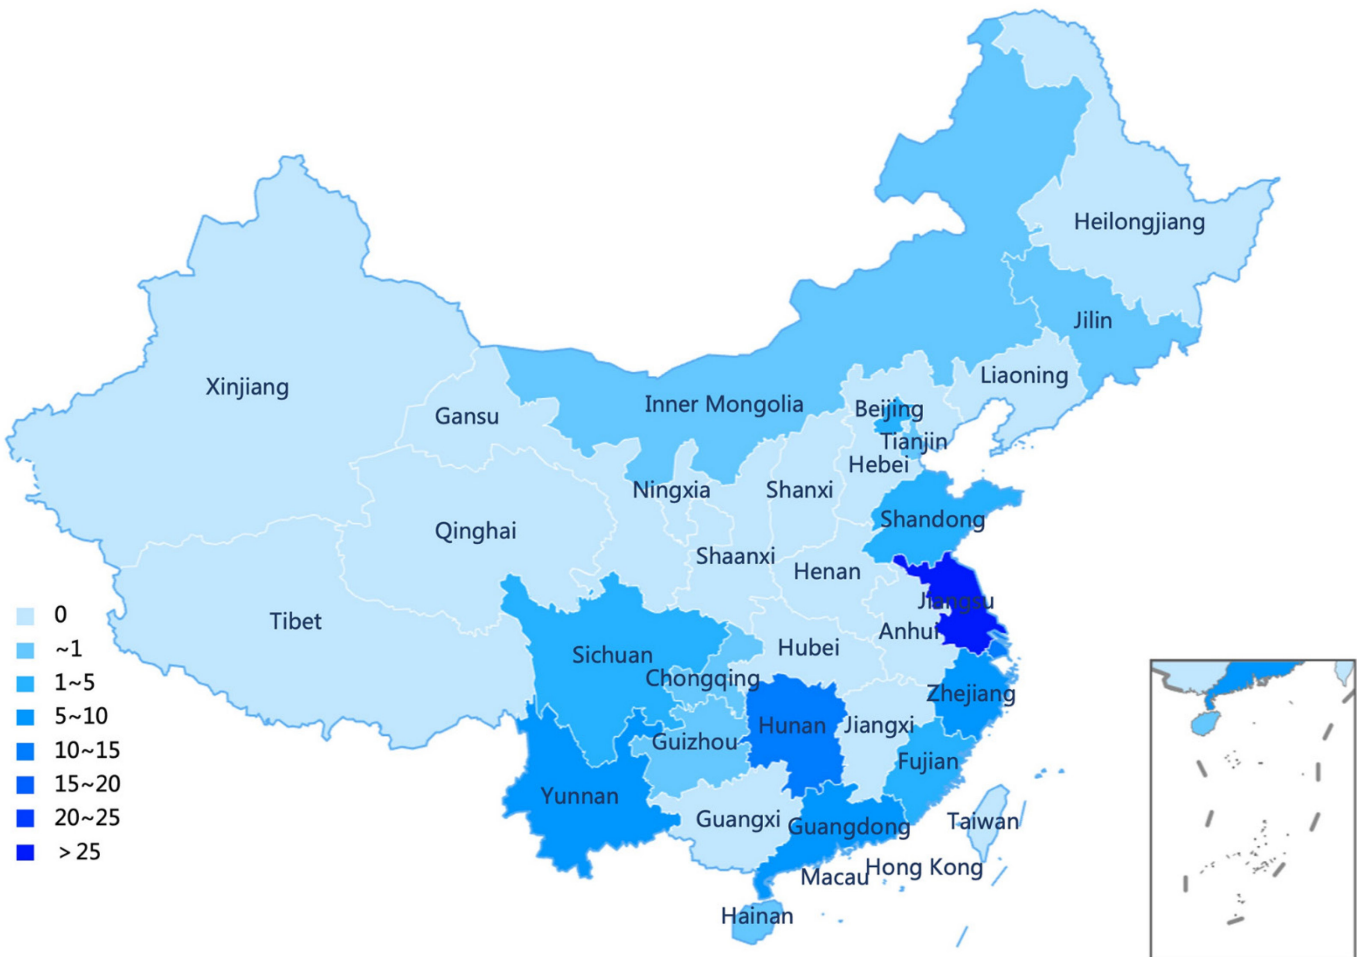 Heilongjiang
Jilin
Liaoning
Xinjiang
Gansu
Inner Mongolia
Beijing
Tianjin
Hebei
Ningxia
Shanxi
Shandong
Qinghai
Shaanxi
Henan
Jiangsu
Tibet
Anhui
Hubei
Sichuan
Chongqing
Zhejiang
Hunan
Jiangxi
Guizhou
Fujian
Yunnan
Guangxi
Guangdong
Taiwan
Hong Kong
Macau
Hainan
0
~1
1~5
5~10
10~15
15~20
20~25
>25